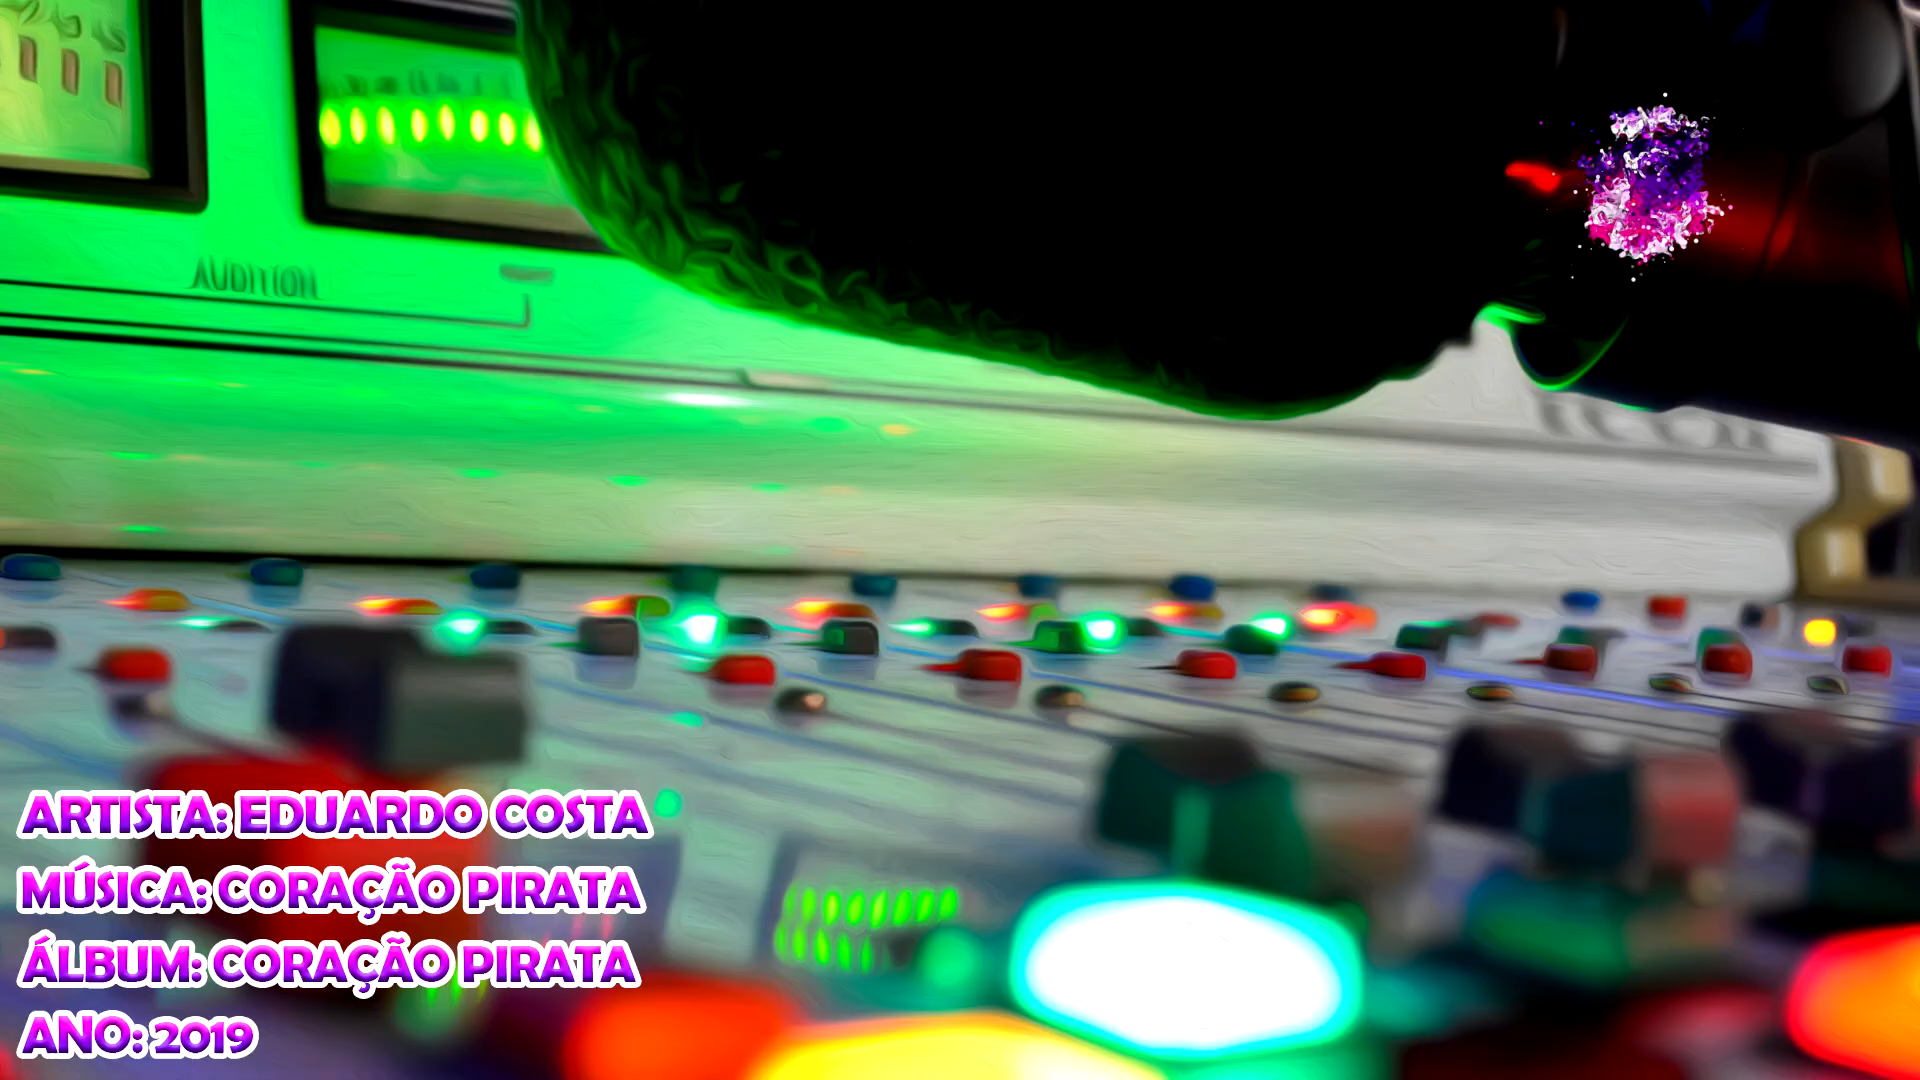 AUDITION
ARTISTA: EDUARDO COSTA
MÚSICA: CORAÇÃO PIRATA
ÁLBUM: CORAÇÃO PIRATA
ANO: 2019